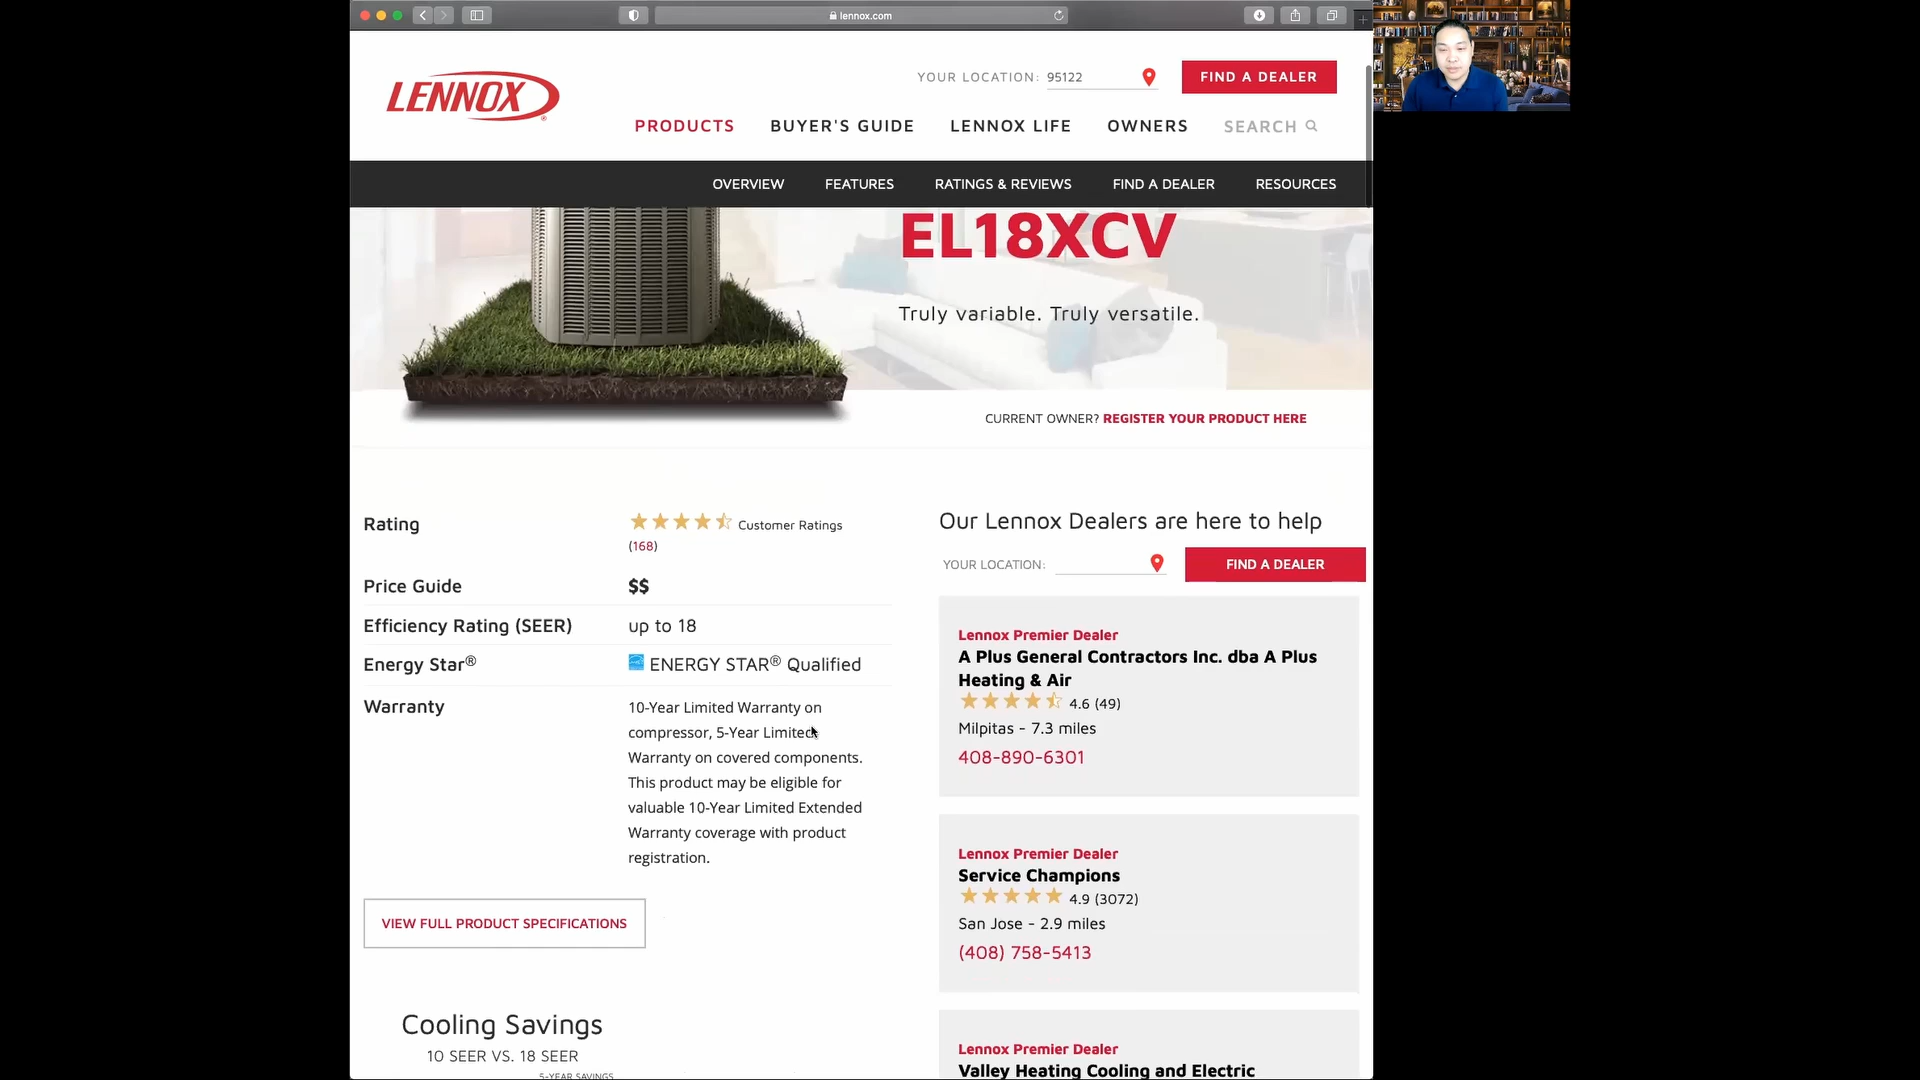 lennox.com
LENNOX
YOUR LOCATION: 95122
FIND A DEALER
PRODUCTS BUYER'S GUIDE LENNOX LIFE OWNERS SEARCH
OVERVIEW FEATURES RATINGS & REVIEWS FIND A DEALER RESOURCES
EL18XCV
Truly variable. Truly versatile.
CURRENT OWNER? REGISTER YOUR PRODUCT HERE
Rating
Customer Ratings
(168)
Price Guide $$
Efficiency Rating (SEER) up to 18
Energy Star® ENERGY STAR® Qualified
Warranty
10-Year Limited Warranty on
compressor, 5-Year Limited
Warranty on covered components.
This product may be eligible for
valuable 10-Year Limited Extended
Warranty coverage with product
registration.
VIEW FULL PRODUCT SPECIFICATIONS
Cooling Savings
10 SEER VS. 18 SEER
5-YEAR SAVINGS
Our Lennox Dealers are here to help
YOUR LOCATION:
FIND A DEALER
Lennox Premier Dealer
A Plus General Contractors Inc. dba A Plus
Heating & Air
4.6 (49)
Milpitas - 7.3 miles
408-890-6301
Lennox Premier Dealer
Service Champions
4.9 (3072)
San Jose - 2.9 miles
(408) 758-5413
Lennox Premier Dealer
Valley Heating Cooling and Electric